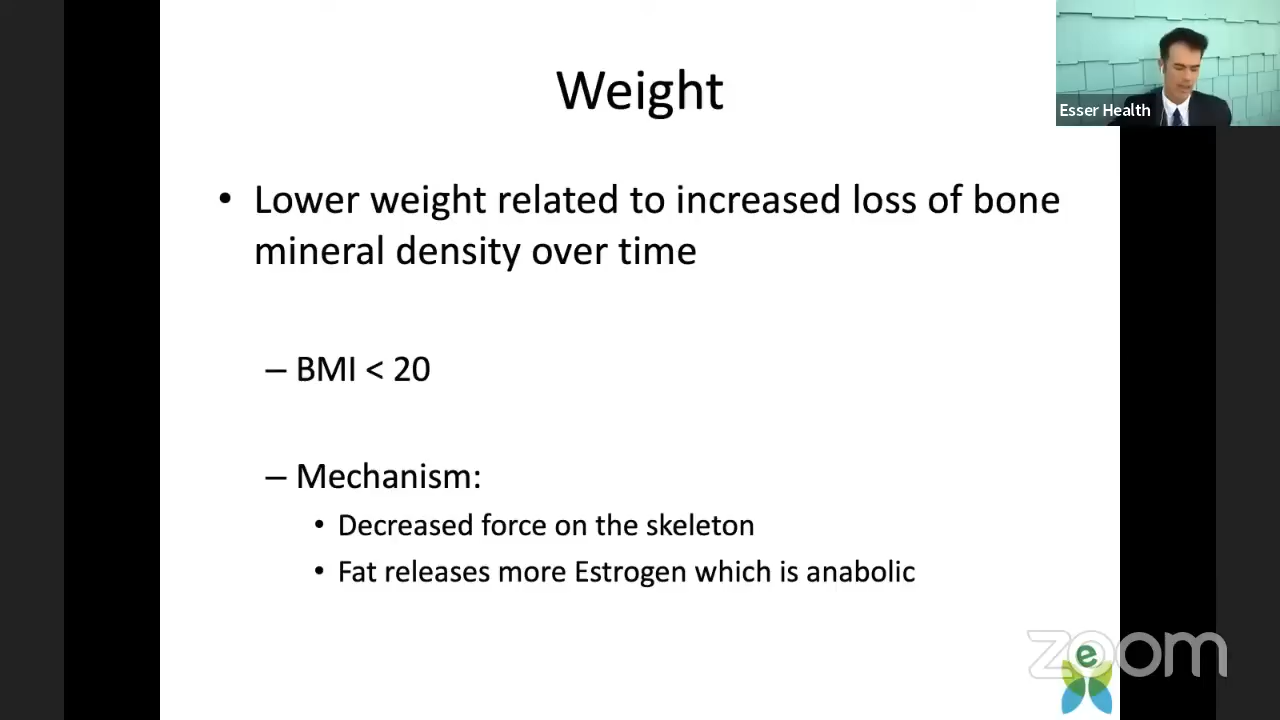 Weight
Esser Health
• Lower weight related to increased loss of bone
mineral density over time
– BMI < 20
– Mechanism:
• Decreased force on the skeleton
• Fat releases more Estrogen which is anabolic
zoom
e